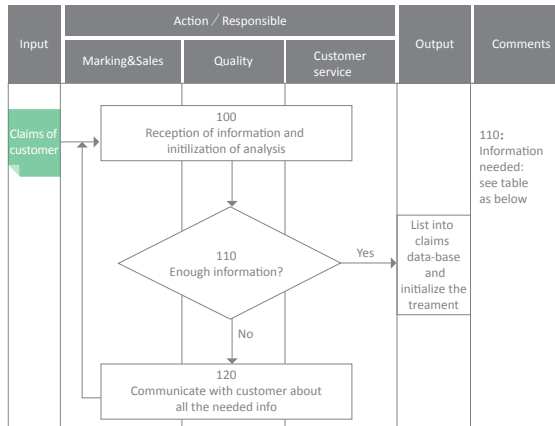 Input
Action / Responsible
Marking&Sales
Quality
Customer
service
Output
Comments
Claims of
customer
100
Reception of information and
initilization of analysis
110
Enough information?
Yes
No
120
Communicate with customer about
all the needed info
List into
claims
data-base
and
initialize the
treament
110:
Information
needed:
see table
as below